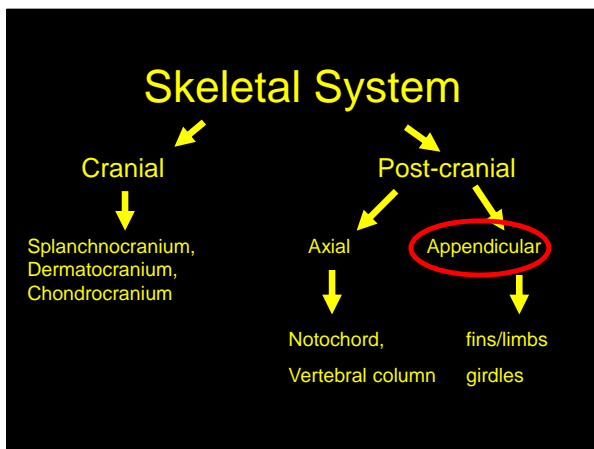 Skeletal System
Cranial
Post-cranial
Splanchnocranium,
Dermatocranium,
Chondrocranium
Axial
Appendicular
Notochord,
Vertebral column
fins/limbs
girdles